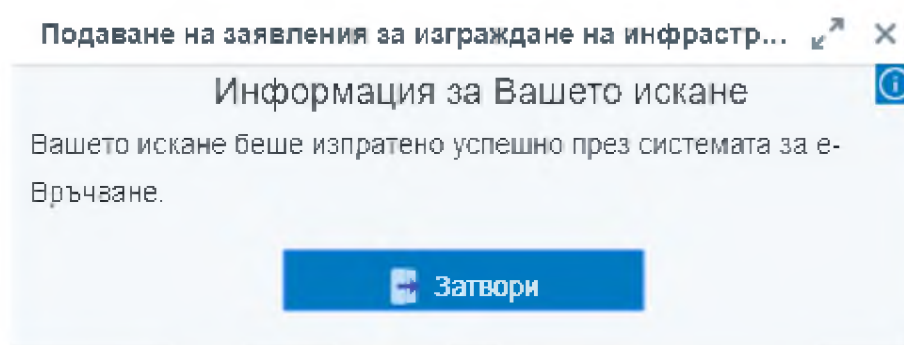 Подаване на заявления за изграждане на инфрастр...
Информация за Вашето искане
Вашето искане беше изпратено успешно през системата за е-
Връчване.
Затвори